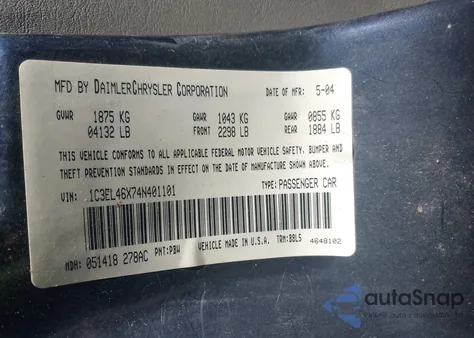 MFD BY DAIMLERCHRYSLER CORPORATION DATE OF MFR: 5-04
GVWR 1875 KG GAWR 1043 KG GAWR 0855 KG
04132 LB FRONT 2298 LB REAR 1884 LB
THIS VEHICLE CONFORMS TO ALL APPLICABLE FEDERAL MOTOR VEHICLE SAFETY, BUMPER AND
THEFT PREVENTION STANDARDS IN EFFECT ON THE DATE OF MANUFACTURE SHOWN ABOVE.
VIN: 1C3EL46X74N401101 TYPE: PASSENGER CAR
MDH: 051418 278AC PNT: PBW VEHICLE MADE IN U.S.A. TRM: BBL5 4648102
autoSnap